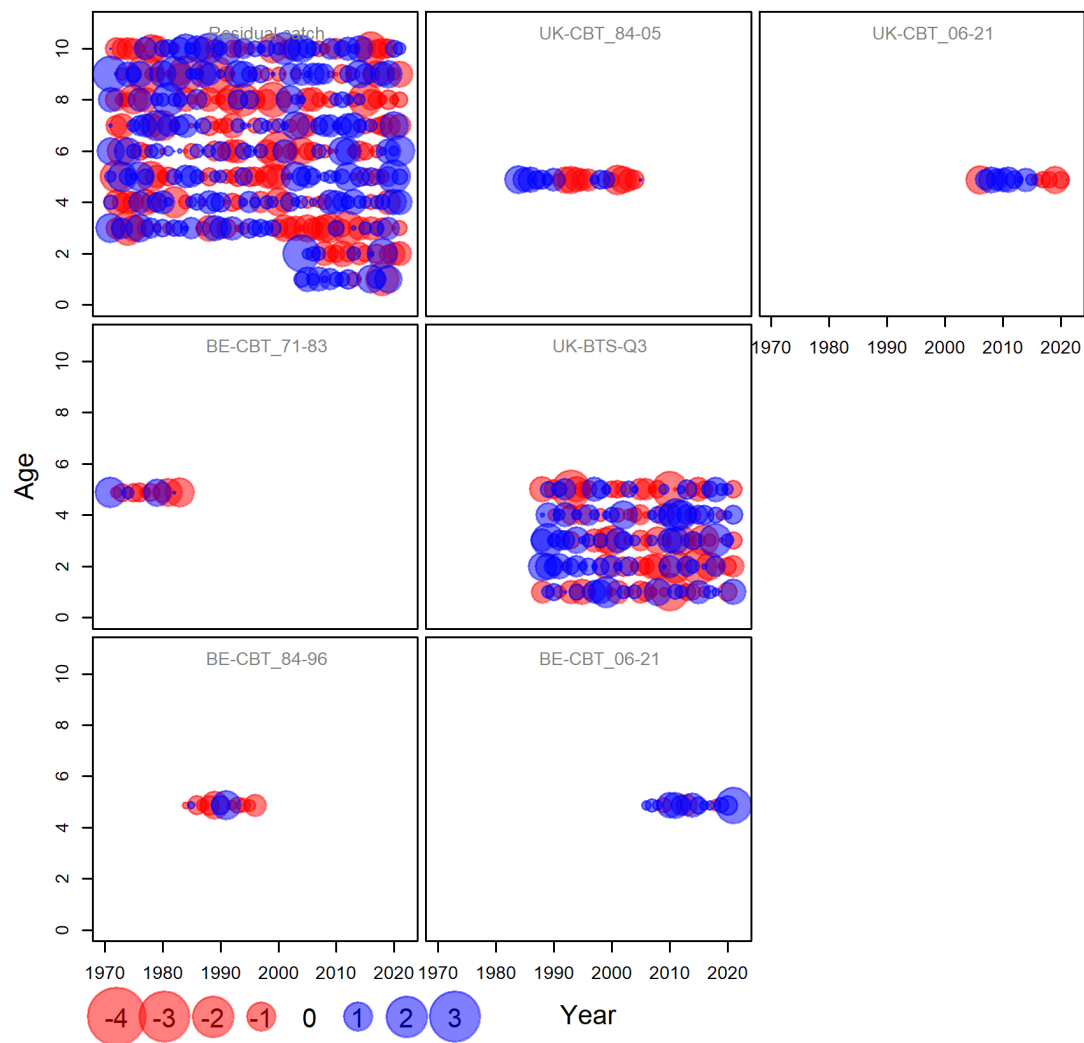 Residual catch
UK-CBT_84-05
UK-CBT_06-21
10
8
6
4
2
0
1970 1980 1990 2000 2010 2020
BE-CBT_71-83
UK-BTS-Q3
10
8
6
4
2
0
Age
BE-CBT_84-96
BE-CBT_06-21
10
8
6
4
2
0
1970 1980 1990 2000 2010 2020
1970 1980 1990 2000 2010 2020
-4 -3 -2 -1 0 1 2 3
Year